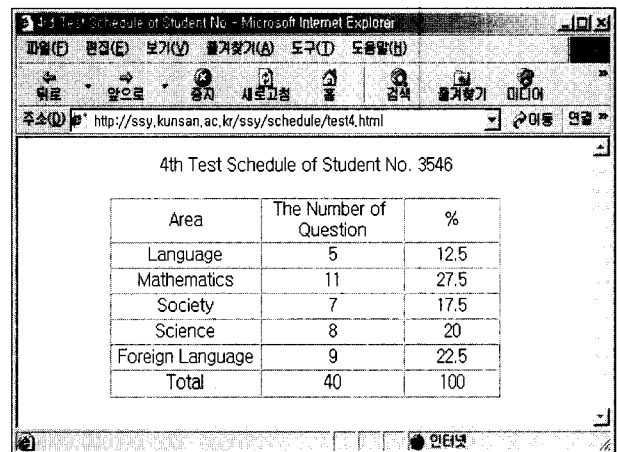 4th Test Schedule of Student No - Microsoft Internet Explorer
파일(F) 편집(E) 보기(V) 즐겨찾기(A) 도구(T) 도움말(H)
뒤로 앞으로 중지 새로고침 홈 검색 즐겨찾기 미디어 »
주소(D) http://ssy.kunsan.ac.kr/ssy/schedule/test4.html 이동 연결 »
4th Test Schedule of Student No. 3546
Area The Number of Question %
Language 5 12.5
Mathematics 11 27.5
Society 7 17.5
Science 8 20
Foreign Language 9 22.5
Total 40 100
인터넷